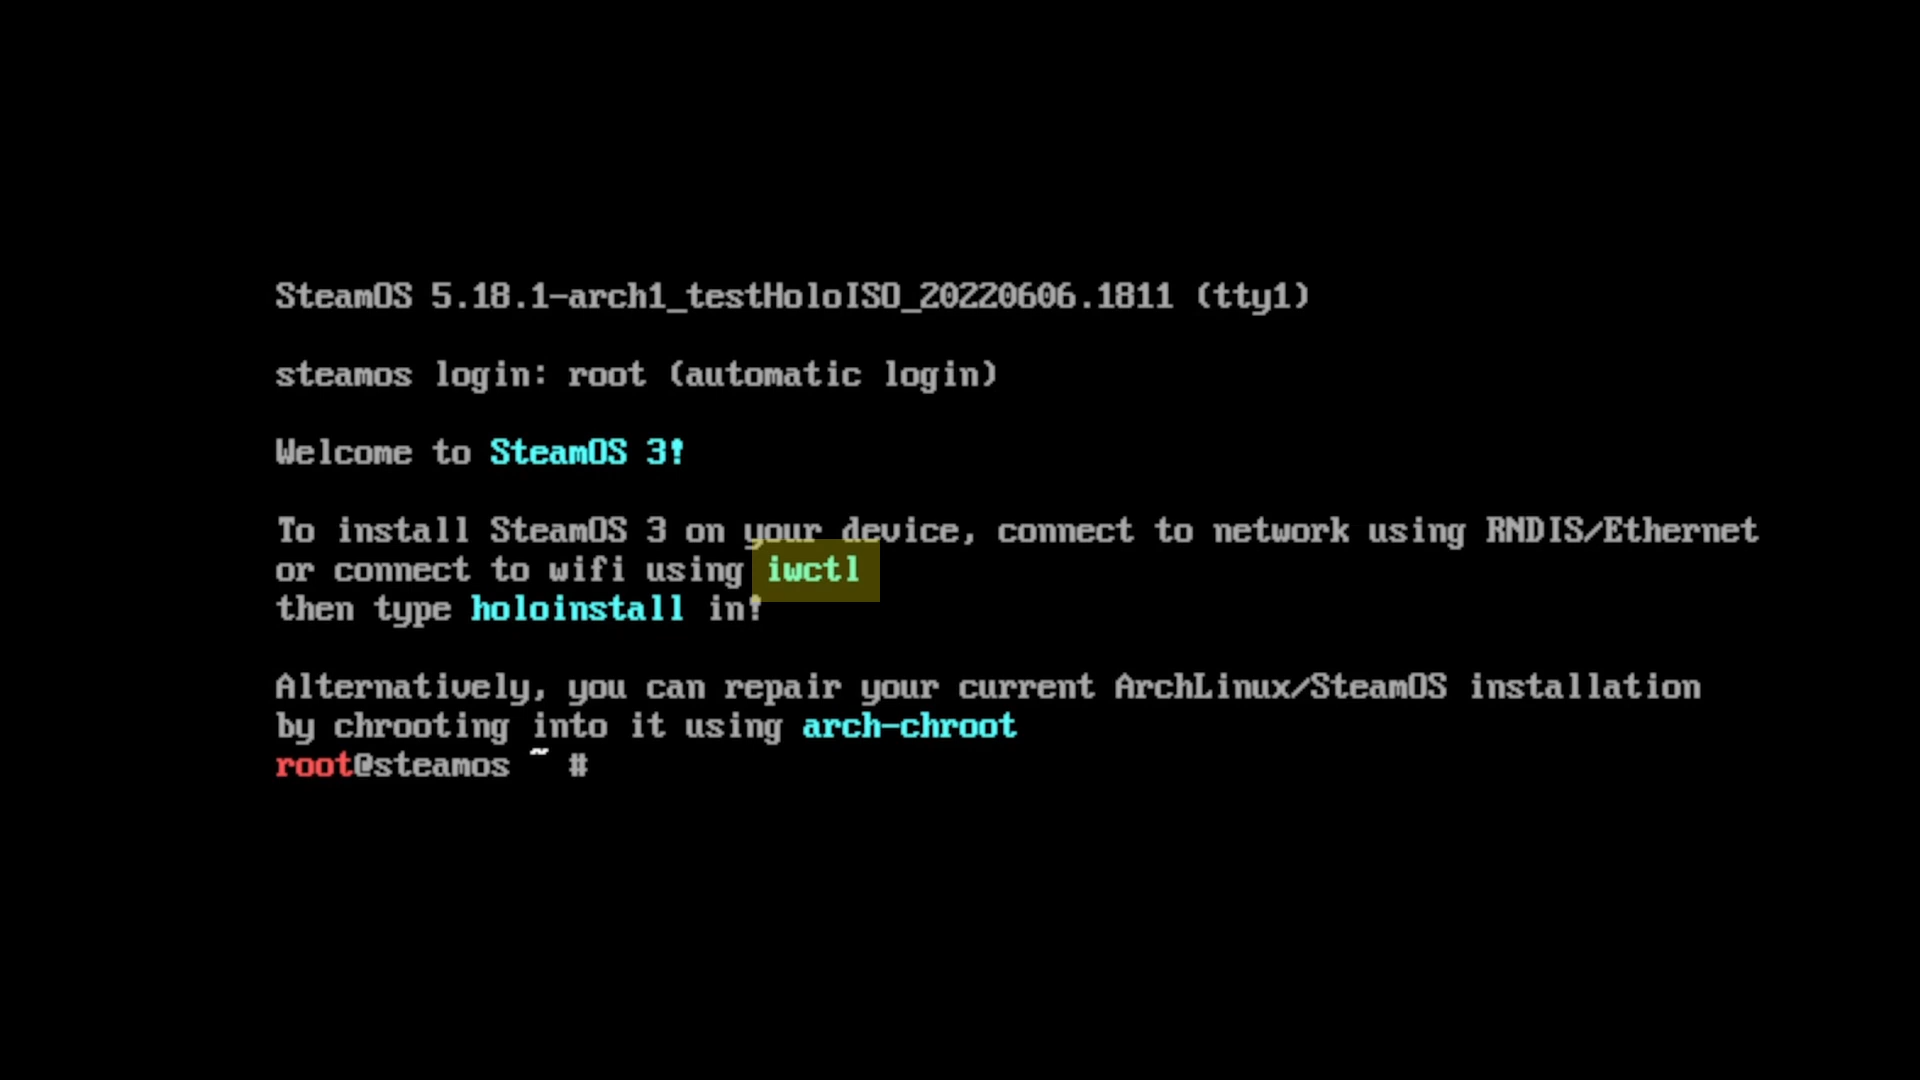 SteamOS 5.18.1-arch1_testHoloISO_20220606.1811 (tty1)
steamos login: root (automatic login)
Welcome to SteamOS 3!
To install SteamOS 3 on your device, connect to network using RNDIS/Ethernet
or connect to wifi using iwctl
then type holoinstall in!
Alternatively, you can repair your current ArchLinux/SteamOS installation
by chrooting into it using arch-chroot
root@steamos ~ #